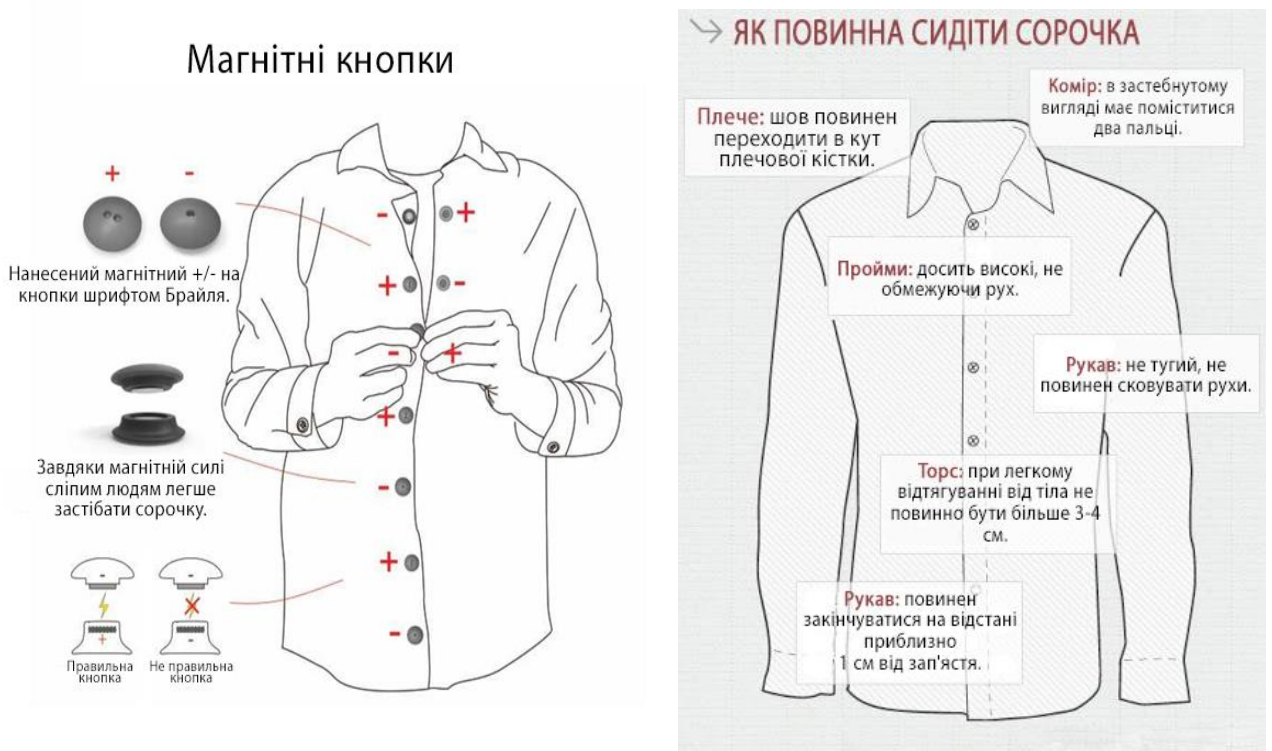 Магнітні кнопки
+ -
Нанесений магнітний +/- на
кнопки шрифтом Брайля.
Завдяки магнітній силі
сліпим людям легше
застібати сорочку.
- -
+ -
Правильна
кнопка
Не правильна
кнопка
- +
+ -
- +
+
-
+
-
ЯК ПОВИННА СИДІТИ СОРОЧКА
Плече: шов повинен
переходити в кут
плечової кістки.
Комір: в застебнутому
вигляді має поміститися
два пальці.
Пройми: досить високі, не
обмежуючи рух.
Рукав: не тугий, не
повинен сковувати рухи.
Торс: при легкому
відтягуванні від тіла не
повинно бути більше 3-4
см.
Рукав: повинен
закінчуватися на відстані
приблизно
1 см від зап'ястя.